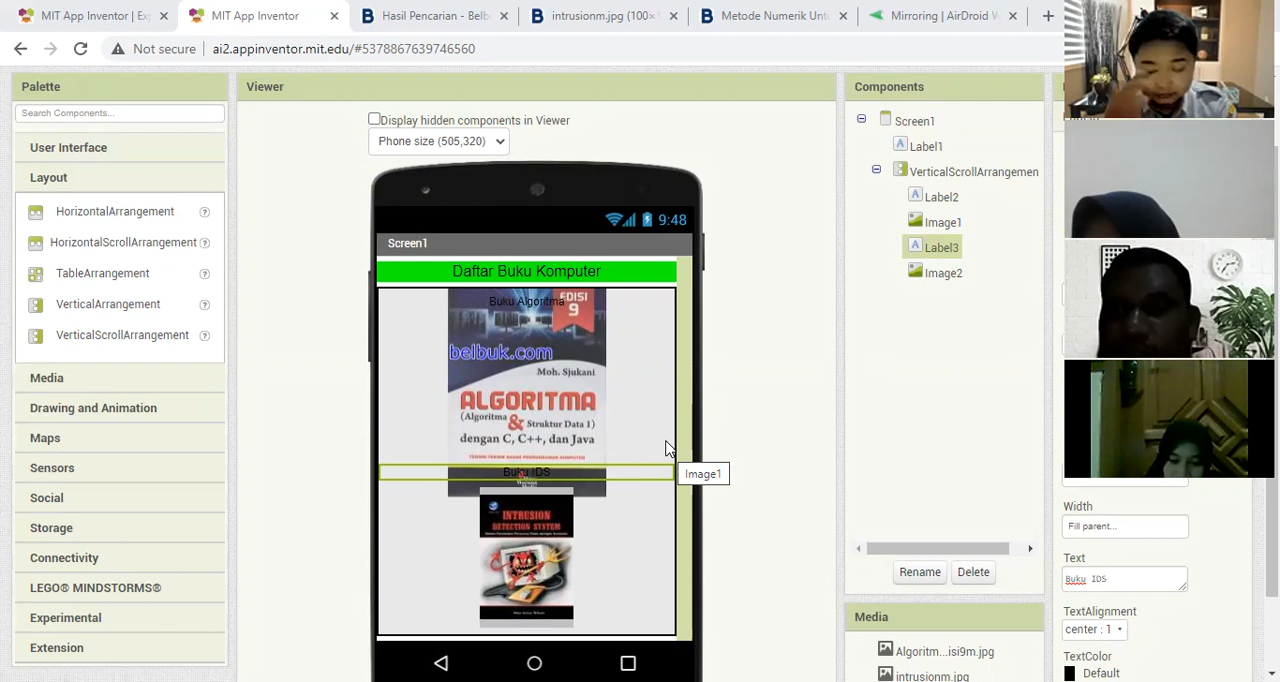 MIT App Inventor | Exp
MIT App Inventor
Hasil Pencarian - Belb
intrusionm.jpg (100×1
Metode Numerik Untu
Mirroring | AirDroid W
Not secure
ai2.appinventor.mit.edu/#5378867639746560
Palette
Search Components...
User Interface
Layout
HorizontalArrangement
HorizontalScrollArrangement
TableArrangement
VerticalArrangement
VerticalScrollArrangement
Media
Drawing and Animation
Maps
Sensors
Social
Storage
Connectivity
LEGO® MINDSTORMS®
Experimental
Extension
Viewer
Display hidden components in Viewer
Phone size (505,320)
9:48
Screen1
Daftar Buku Komputer
Buku Algoritma
EDISI
9
belbuk.com
Moh. Sjukani
ALGORITMA
(Algoritma
& Struktur Data 1)
dengan C, C++, dan Java
Buku IDS
INTRUSION
DETECTION SYSTEM
Image1
Components
Screen1
Label1
VerticalScrollArrangemen
Label2
Image1
Label3
Image2
Rename
Delete
Media
Algoritm...isi9m.jpg
intrusionm.jpg
Width
Fill parent...
Text
Buku IDS
TextAlignment
center : 1
TextColor
Default